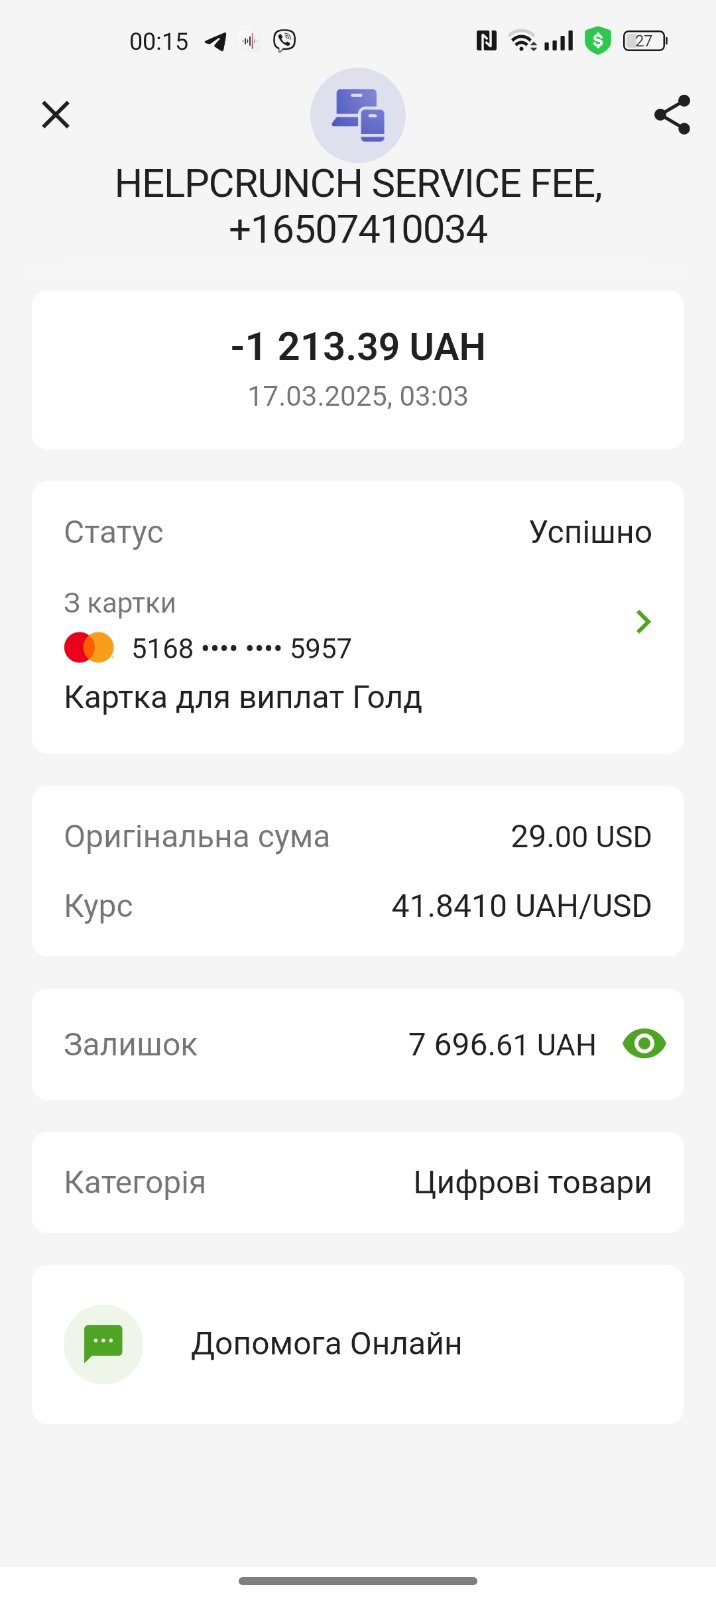 00:15
27
HELPCRUNCH SERVICE FEE,
+16507410034
-1 213.39 UAH
17.03.2025, 03:03
Статус Успішно
З картки
5168 •••• •••• 5957
Картка для виплат Голд
Оригінальна сума 29.00 USD
Курс 41.8410 UAH/USD
Залишок 7 696.61 UAH
Категорія Цифрові товари
Допомога Онлайн